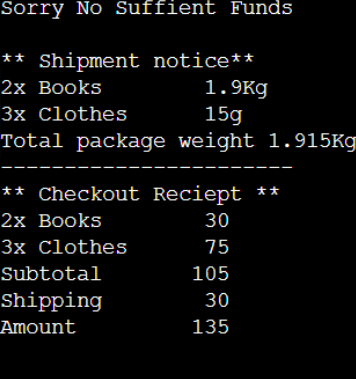 Sorry No Suffient Funds
** Shipment notice**
2x Books 1.9Kg
3x Clothes 15g
Total package weight 1.915Kg
-----------------------
** Checkout Reciept **
2x Books 30
3x Clothes 75
Subtotal 105
Shipping 30
Amount 135